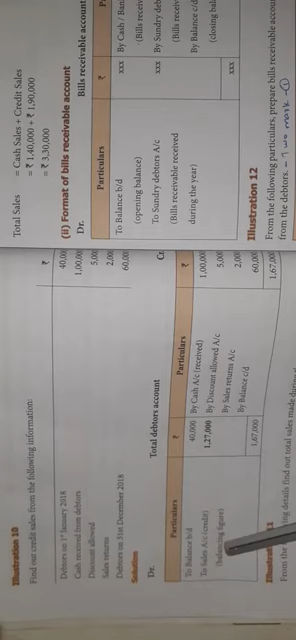 Illustration 10
Find out credit sales from the following information:
₹
Debtors on 1st January 2018 40,000
Cash received from debtors 1,00,000
Discount allowed 5,000
Sales returns 2,000
Debtors on 31st December 2018 60,000
Solution
Dr. Total debtors account Cr
Particulars ₹ Particulars ₹
To Balance b/d 40,000 By Cash A/c (received) 1,00,000
To Sales A/c (credit) 1,27,000 By Discount allowed A/c 5,000
(balancing figure) By Sales returns A/c 2,000
By Balance c/d 60,000
1,67,000 1,67,000
From the details find out total sales made
Total Sales = Cash Sales + Credit Sales
= ₹ 1,40,000 + ₹ 1,90,000
= ₹ 3,30,000
(ii) Format of bills receivable account
Dr. Bills receivable account
Particulars ₹
To Balance b/d xxx By Cash / Ban
(opening balance) (Bills receiv
To Sundry debtors A/c xxx By Sundry deb
(Bills receivable received (Bills receiv
during the year) By Balance c/d
(closing bal
xxx
Illustration 12
From the following particulars, prepare bills receivable accou
from the debtors.